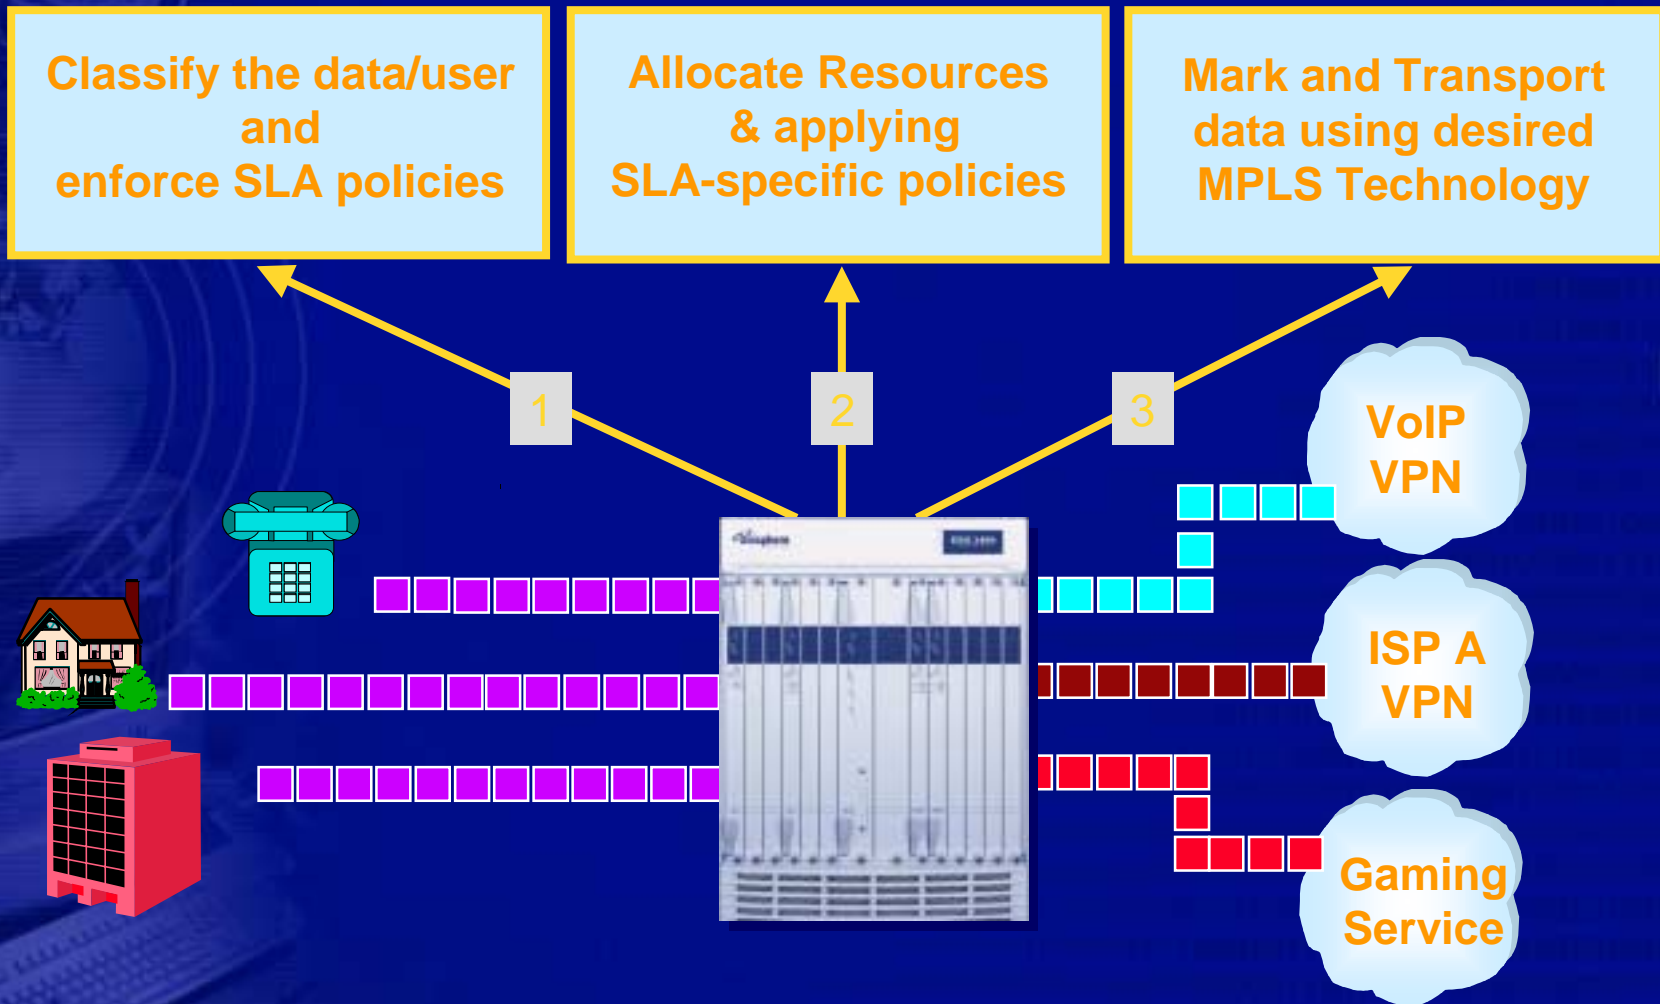 Classify the data/user
and
enforce SLA policies
Allocate Resources
& applying
SLA-specific policies
Mark and Transport
data using desired
MPLS Technology
1
2
3
VoIP
VPN
ISP A
VPN
Gaming
Service